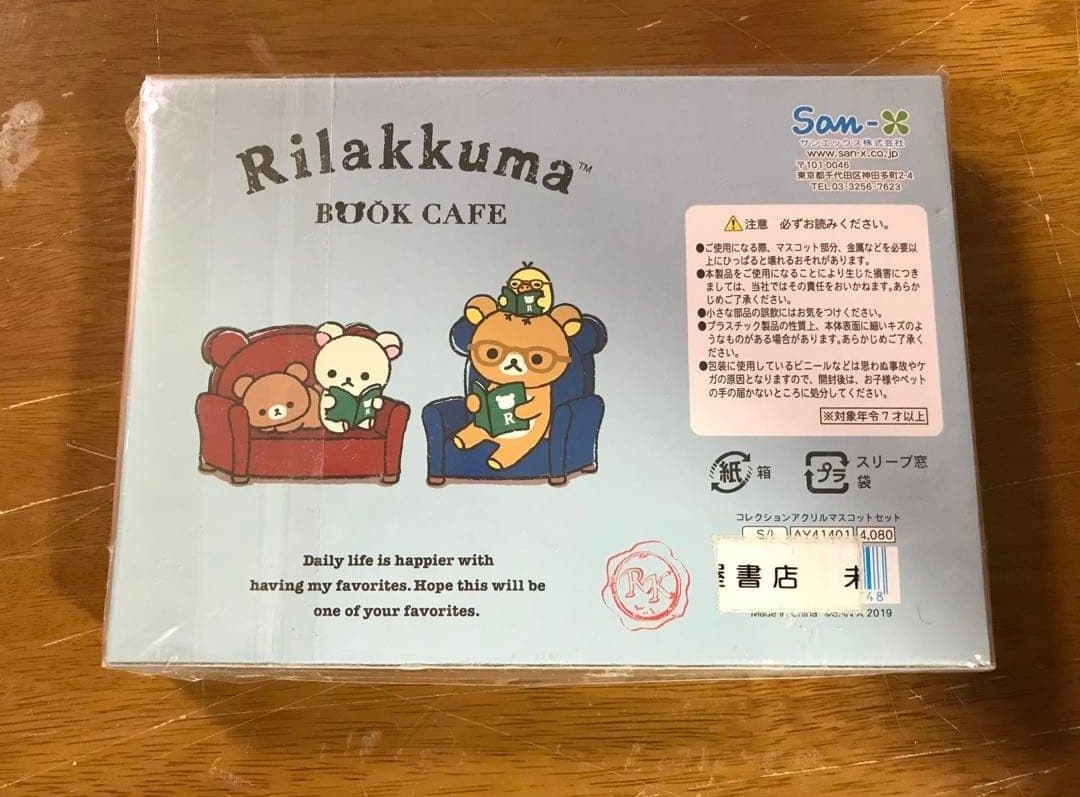 Rilakkuma™
BOOK CAFE
San-X
サンエックス株式会社
www.san-x.co.jp
〒101-0046
東京都千代田区神田多町2-4
TEL.03-3256-7623
注意 必ずお読みください。
●ご使用になる際、マスコット部分、金属などを必要以
上にひっぱると壊れるおそれがあります。
●本製品をご使用になることにより生じた損害につき
ましては、当社ではその責任をおいかねます。あらか
じめご了承ください。
●小さな部品の誤飲にはお気をつけください。
●プラスチック製品の性質上、本体表面に細いキズのよ
うなものがある場合があります。あらかじめご了承く
ださい。
●包装に使用しているビニールなどは思わぬ事故やケ
ガの原因となりますので、開封後は、お子様やペット
の手の届かないところに処分してください。
※対象年令7才以上
R
R
R
紙 箱
プラ スリーブ窓
袋
コレクションアクリルマスコットセット
S/L AY41401 4,080
書店 未
48
Made in China ©SAN-X 2019
Daily life is happier with
having my favorites. Hope this will be
one of your favorites.
RK